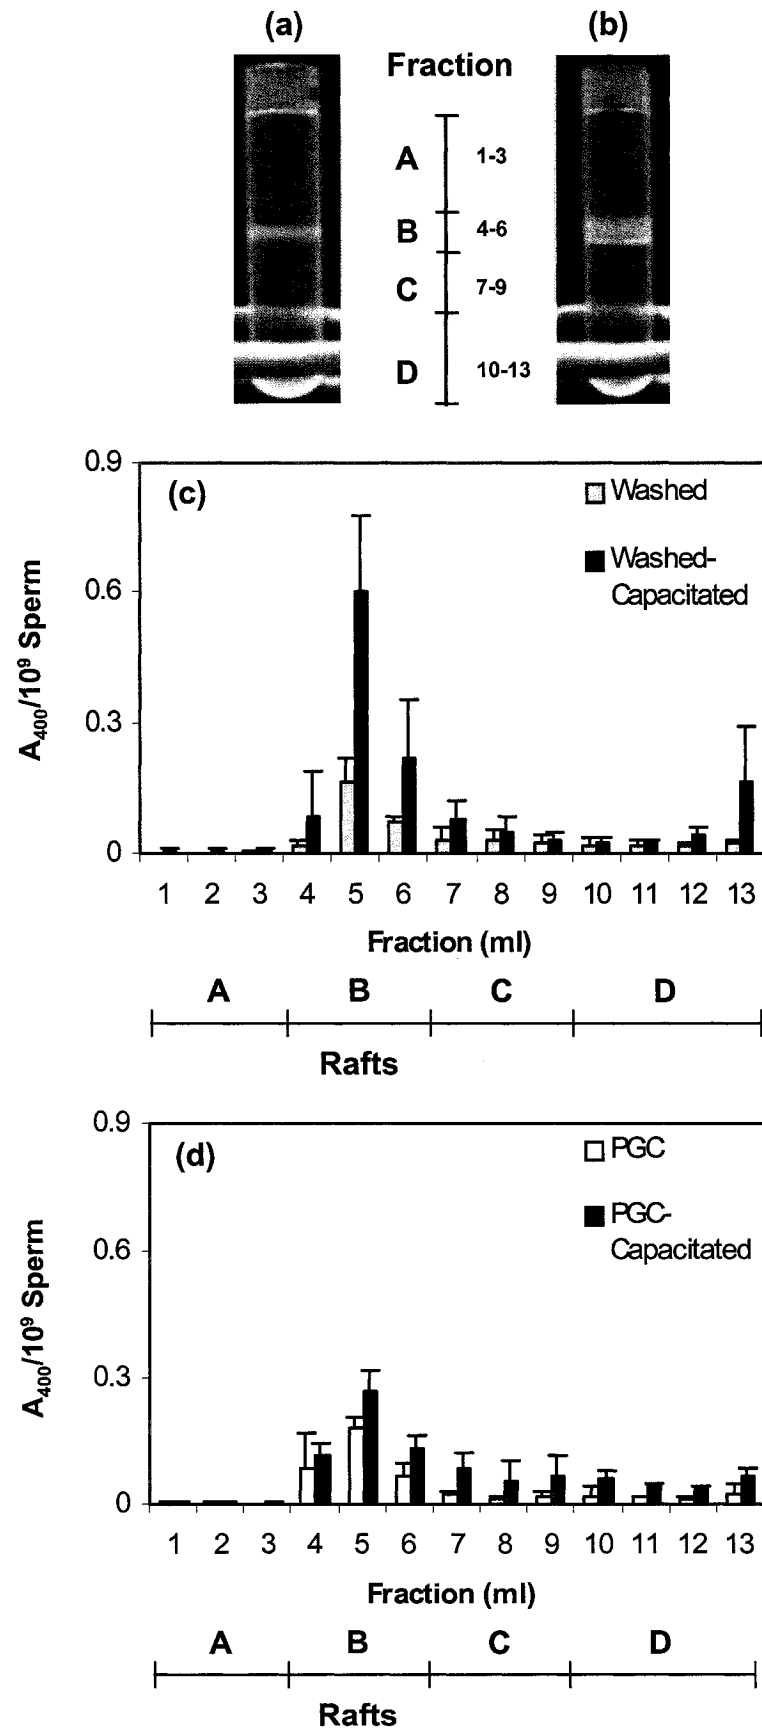 (a)
(b)
Fraction
A 1-3
B 4-6
C 7-9
D 10-13
(c)
Washed
Washed-
Capacitated
0.9
0.6
0.3
0
A₄₀₀/10⁹ Sperm
1 2 3 4 5 6 7 8 9 10 11 12 13
Fraction (ml)
A B C D
Rafts
(d)
PGC
PGC-
Capacitated
0.9
0.6
0.3
0
A₄₀₀/10⁹ Sperm
1 2 3 4 5 6 7 8 9 10 11 12 13
Fraction (ml)
A B C D
Rafts